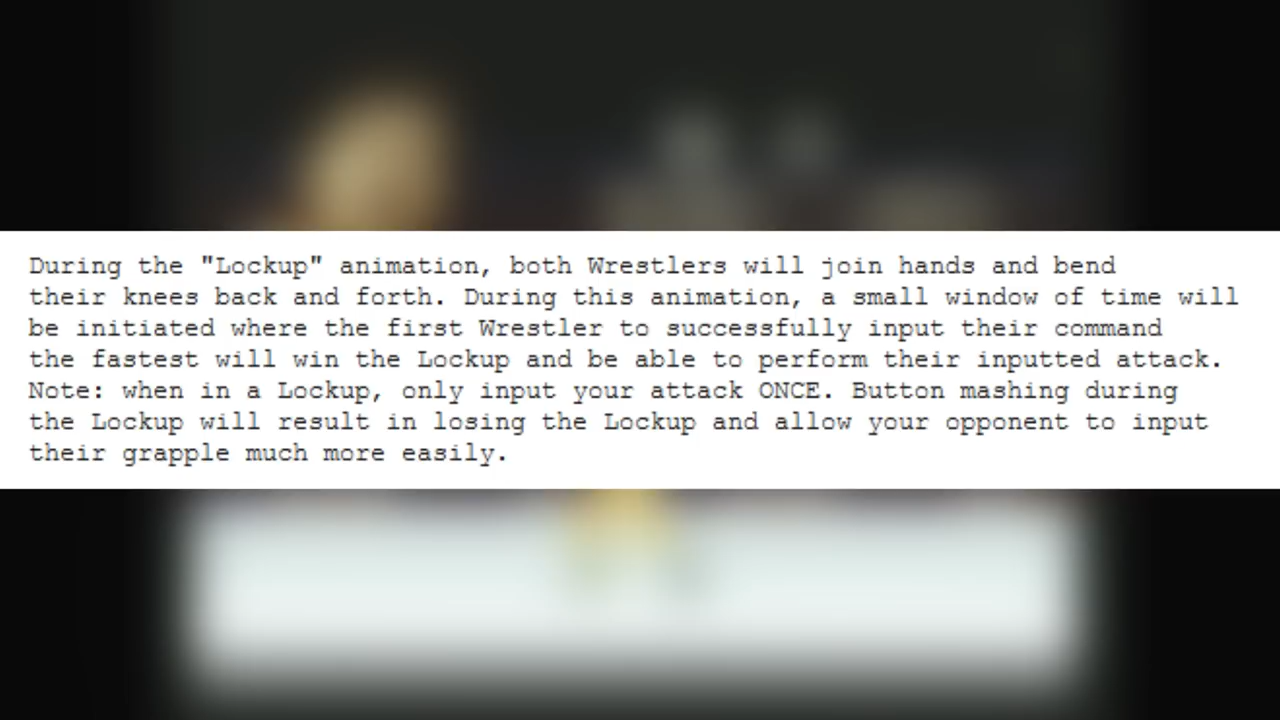 During the "Lockup" animation, both Wrestlers will join hands and bend
their knees back and forth. During this animation, a small window of time will
be initiated where the first Wrestler to successfully input their command
the fastest will win the Lockup and be able to perform their inputted attack.
Note: when in a Lockup, only input your attack ONCE. Button mashing during
the Lockup will result in losing the Lockup and allow your opponent to input
their grapple much more easily.